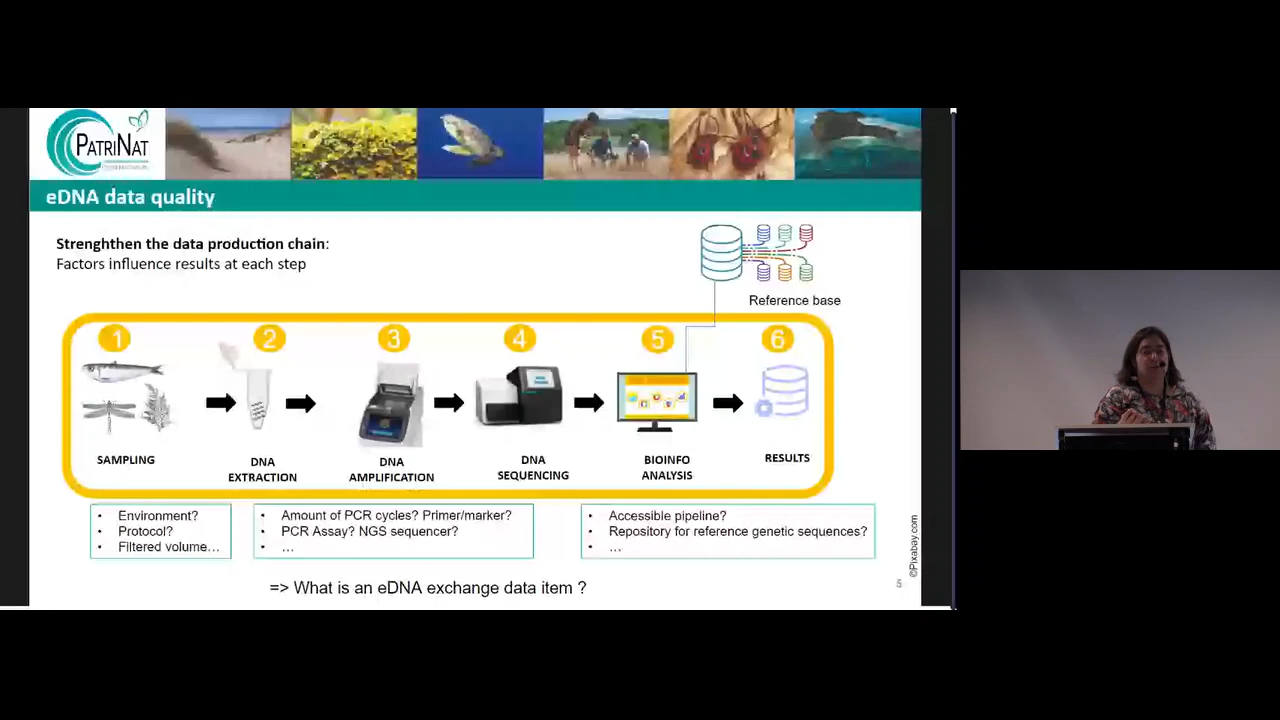 PATRINAT
eDNA data quality
Strenghthen the data production chain:
Factors influence results at each step
Reference base
1
2
3
4
5
6
SAMPLING
DNA
EXTRACTION
DNA
AMPLIFICATION
DNA
SEQUENCING
BIOINFO
ANALYSIS
RESULTS
• Environment?
• Protocol?
• Filtered volume…
• Amount of PCR cycles? Primer/marker?
• PCR Assay? NGS sequencer?
• …
• Accessible pipeline?
• Repository for reference genetic sequences?
• …
©Pixabay.com
=> What is an eDNA exchange data item ?
5